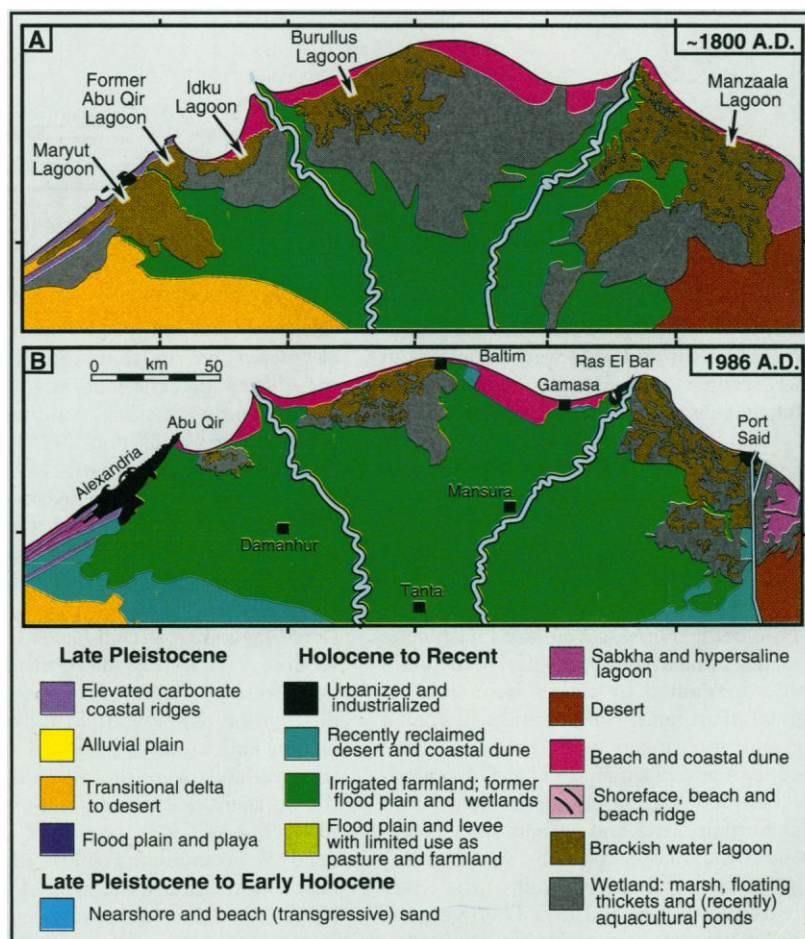 A
~1800 A.D.
Burullus
Lagoon
Former
Abu Qir
Lagoon
Idku
Lagoon
Manzaala
Lagoon
Maryut
Lagoon
B
1986 A.D.
0 km 50
Baltim
Ras El Bar
Gamasa
Abu Qir
Port
Said
Alexandria
Mansura
Damanhur
Tanta
Late Pleistocene
Elevated carbonate
coastal ridges
Alluvial plain
Transitional delta
to desert
Flood plain and playa
Late Pleistocene to Early Holocene
Nearshore and beach (transgressive) sand
Holocene to Recent
Urbanized and
industrialized
Recently reclaimed
desert and coastal dune
Irrigated farmland; former
flood plain and wetlands
Flood plain and levee
with limited use as
pasture and farmland
Sabkha and hypersaline
lagoon
Desert
Beach and coastal dune
Shoreface, beach and
beach ridge
Brackish water lagoon
Wetland: marsh, floating
thickets and (recently)
aquacultural ponds